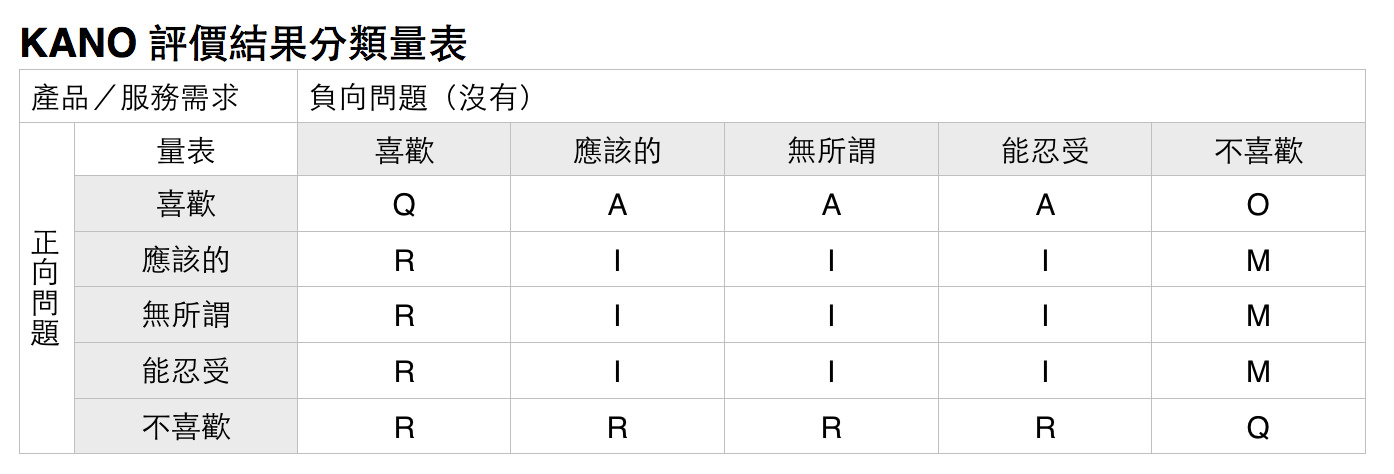 KANO 評價結果分類量表
產品／服務需求 負向問題（沒有）
正向問題
量表 喜歡 應該的 無所謂 能忍受 不喜歡
喜歡 Q A A A O
應該的 R I I I M
無所謂 R I I I M
能忍受 R I I I M
不喜歡 R R R R Q